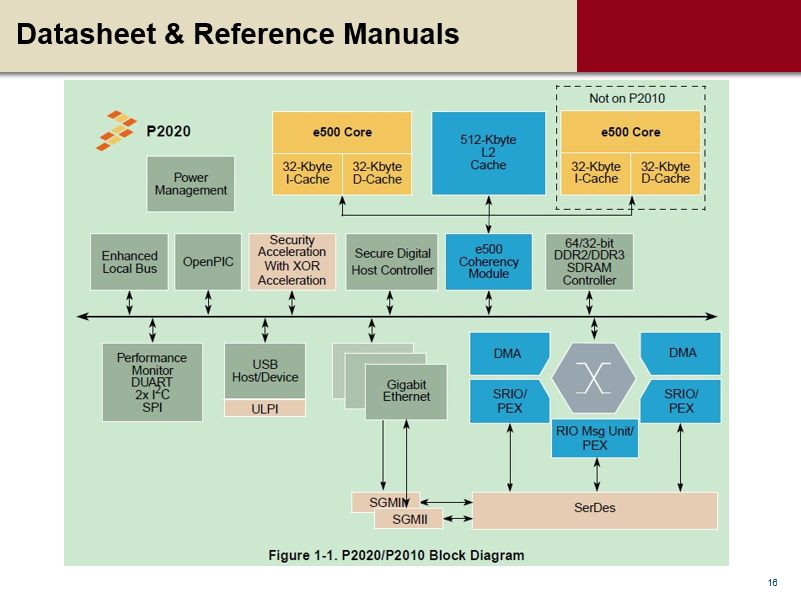 Datasheet & Reference Manuals
P2020
Power
Management
e500 Core
32-Kbyte
I-Cache
32-Kbyte
D-Cache
512-Kbyte
L2
Cache
Not on P2010
e500 Core
32-Kbyte
I-Cache
32-Kbyte
D-Cache
Enhanced
Local Bus
OpenPIC
Security
Acceleration
With XOR
Acceleration
Secure Digital
Host Controller
e500
Coherency
Module
64/32-bit
DDR2/DDR3
SDRAM
Controller
Performance
Monitor
DUART
2x I²C
SPI
USB
Host/Device
ULPI
Gigabit
Ethernet
DMA
SRIO/
PEX
RIO Msg Unit/
PEX
DMA
SRIO/
PEX
SGMII
SGMII
SerDes
Figure 1-1. P2020/P2010 Block Diagram
16